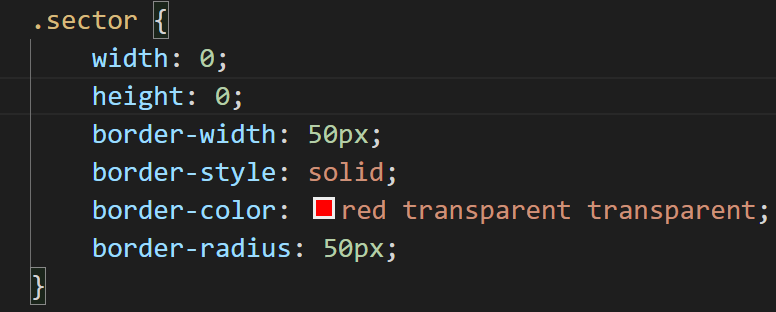 .sector {
    width: 0;
    height: 0;
    border-width: 50px;
    border-style: solid;
    border-color: red transparent transparent;
    border-radius: 50px;
}